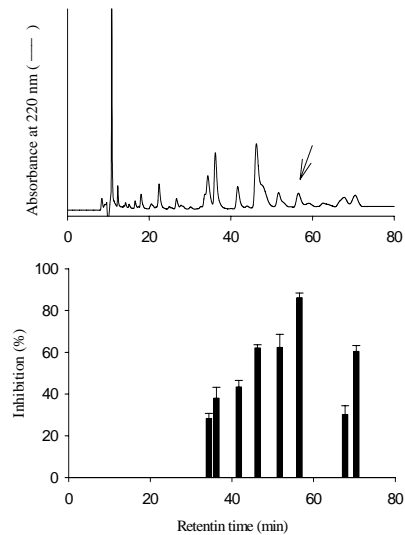 Absorbance at 220 nm ( — )
0 20 40 60 80
100
80
60
40
20
0
Inhibition (%)
0 20 40 60 80
Retentin time (min)